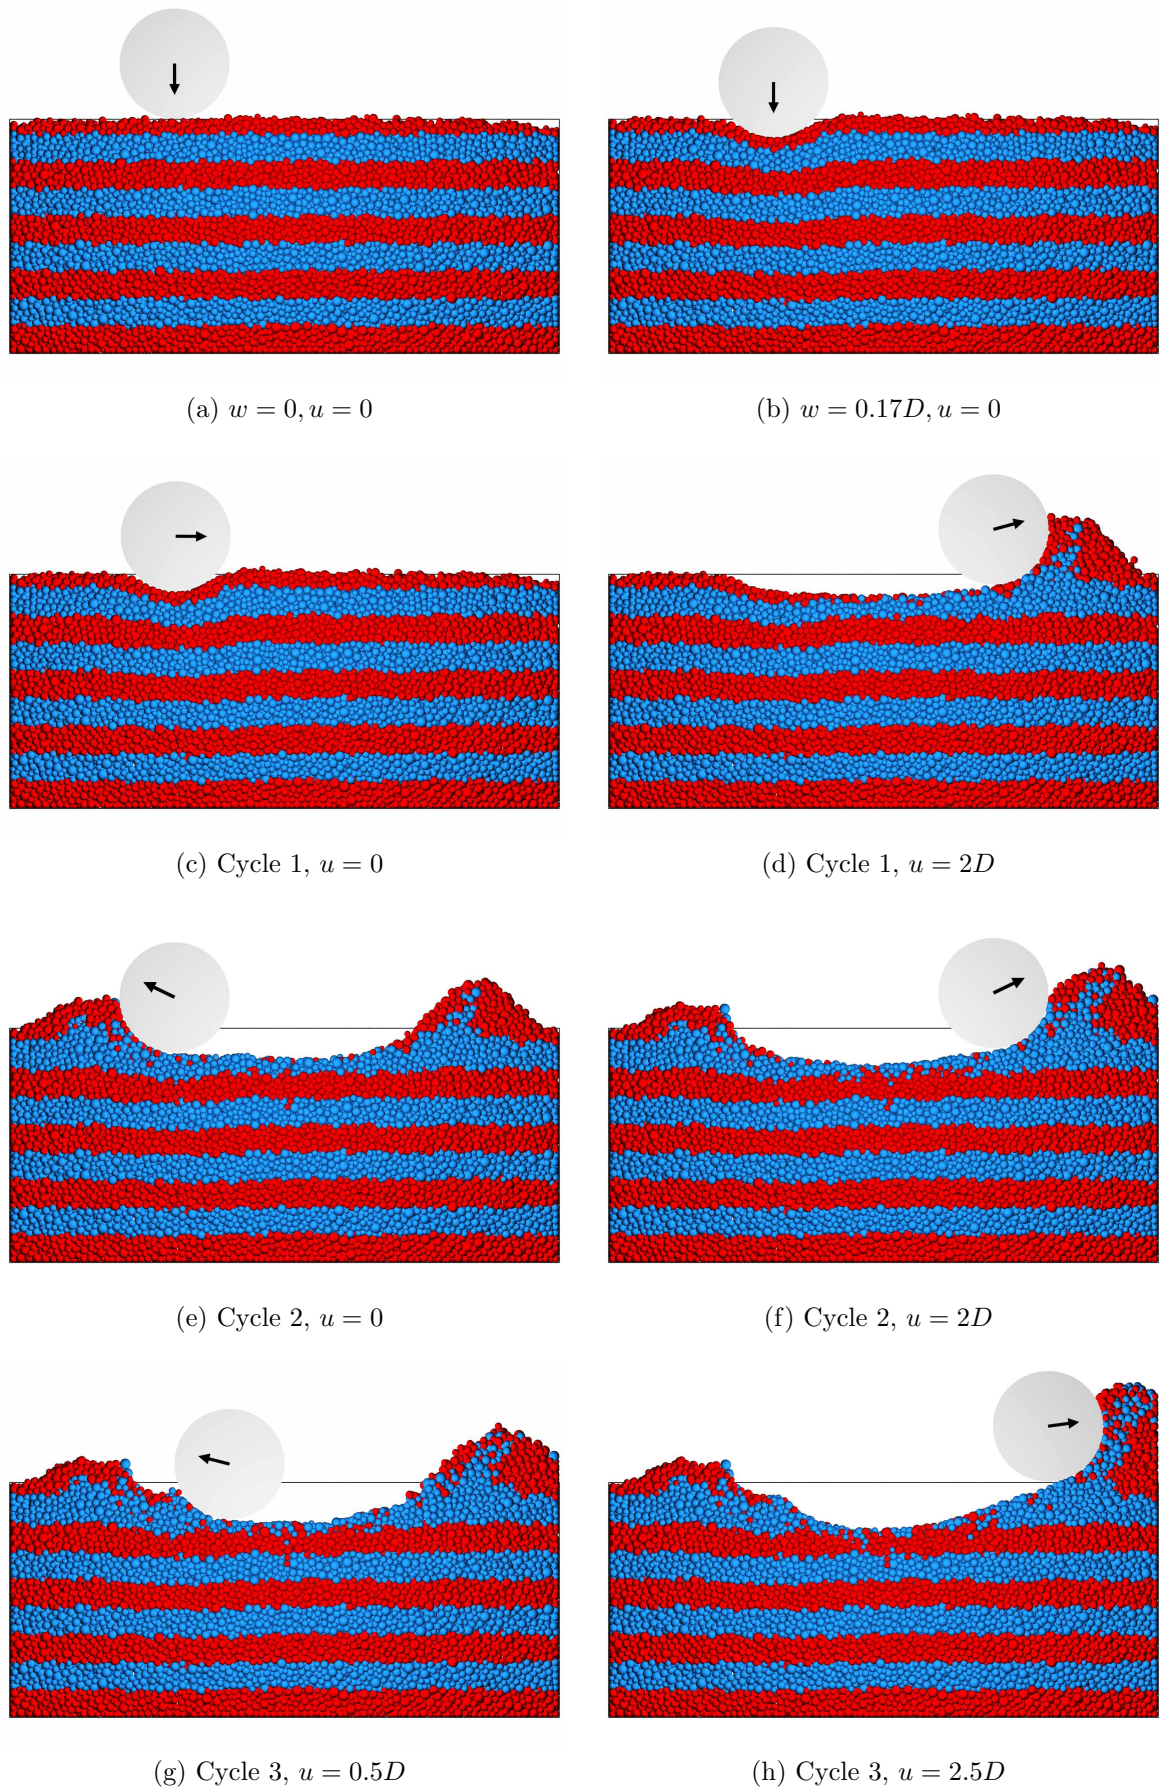 (a) w = 0, u = 0
(b) w = 0.17D, u = 0
(c) Cycle 1, u = 0
(d) Cycle 1, u = 2D
(e) Cycle 2, u = 0
(f) Cycle 2, u = 2D
(g) Cycle 3, u = 0.5D
(h) Cycle 3, u = 2.5D